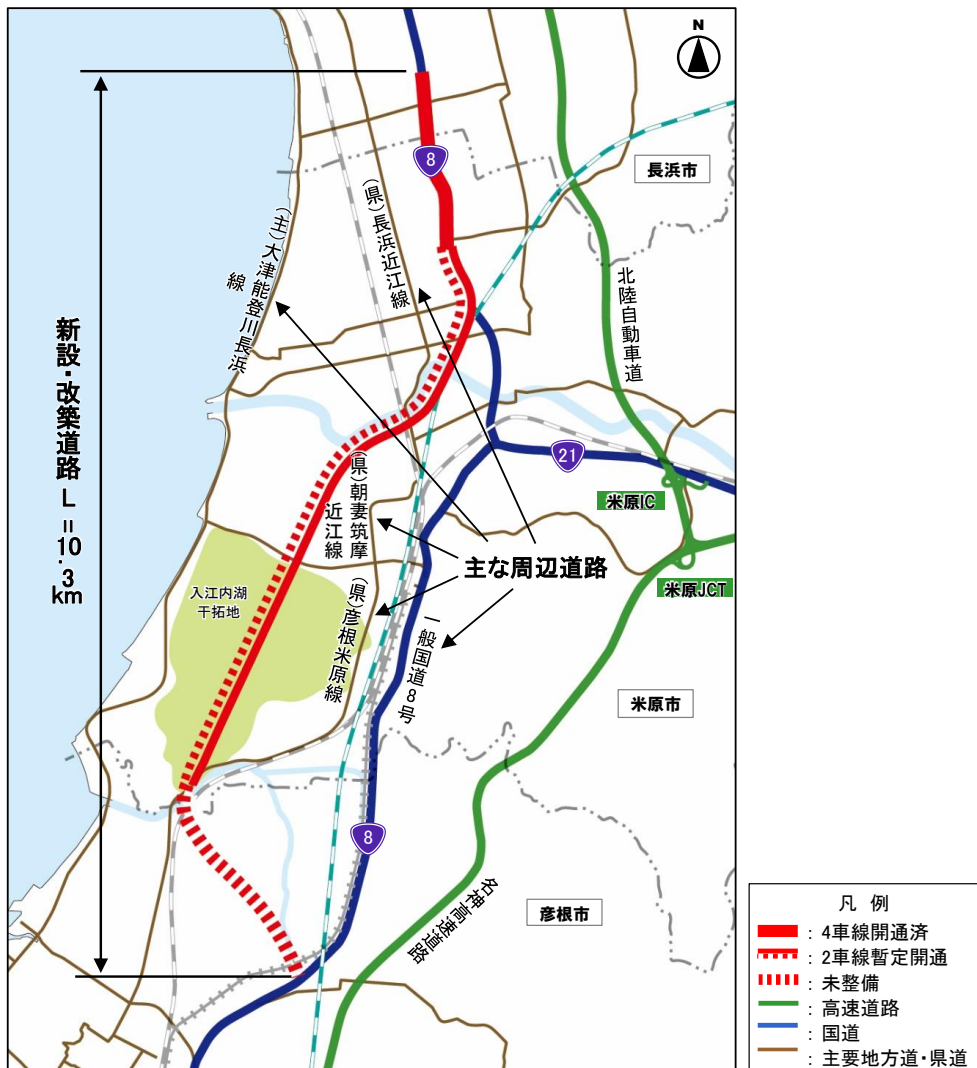 N
8
長浜市
(県)長浜近江線
(主)大津能登川長浜
線
北陸自動車道
新設・改築道路 L=10.3
km
21
米原IC
(県)朝妻筑摩
近江線
主な周辺道路
米原JCT
入江内湖
干拓地
(県)彦根米原線
一般国道8号
米原市
8
名神高速道路
彦根市
凡 例
: 4車線開通済
: 2車線暫定開通
: 未整備
: 高速道路
: 国道
: 主要地方道・県道